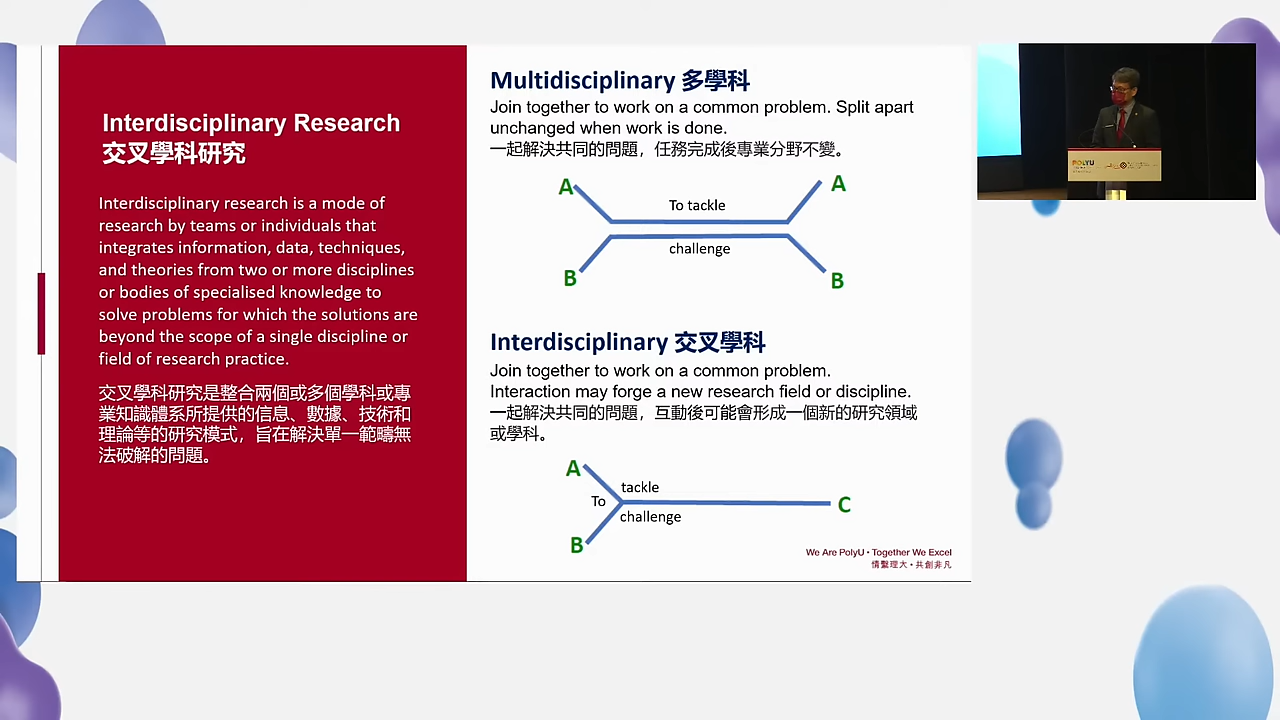 Interdisciplinary Research
交叉學科研究
Interdisciplinary research is a mode of
research by teams or individuals that
integrates information, data, techniques,
and theories from two or more disciplines
or bodies of specialised knowledge to
solve problems for which the solutions are
beyond the scope of a single discipline or
field of research practice.
交叉學科研究是整合兩個或多個學科或專
業知識體系所提供的信息、數據、技術和
理論等的研究模式，旨在解決單一範疇無
法破解的問題。
Multidisciplinary 多學科
Join together to work on a common problem. Split apart
unchanged when work is done.
一起解決共同的問題，任務完成後專業分野不變。
A
A
To tackle
challenge
B
B
Interdisciplinary 交叉學科
Join together to work on a common problem.
Interaction may forge a new research field or discipline.
一起解決共同的問題，互動後可能會形成一個新的研究領域
或學科。
A
tackle
To
C
challenge
B
We Are PolyU • Together We Excel
情繫理大 • 共創非凡
POLYU